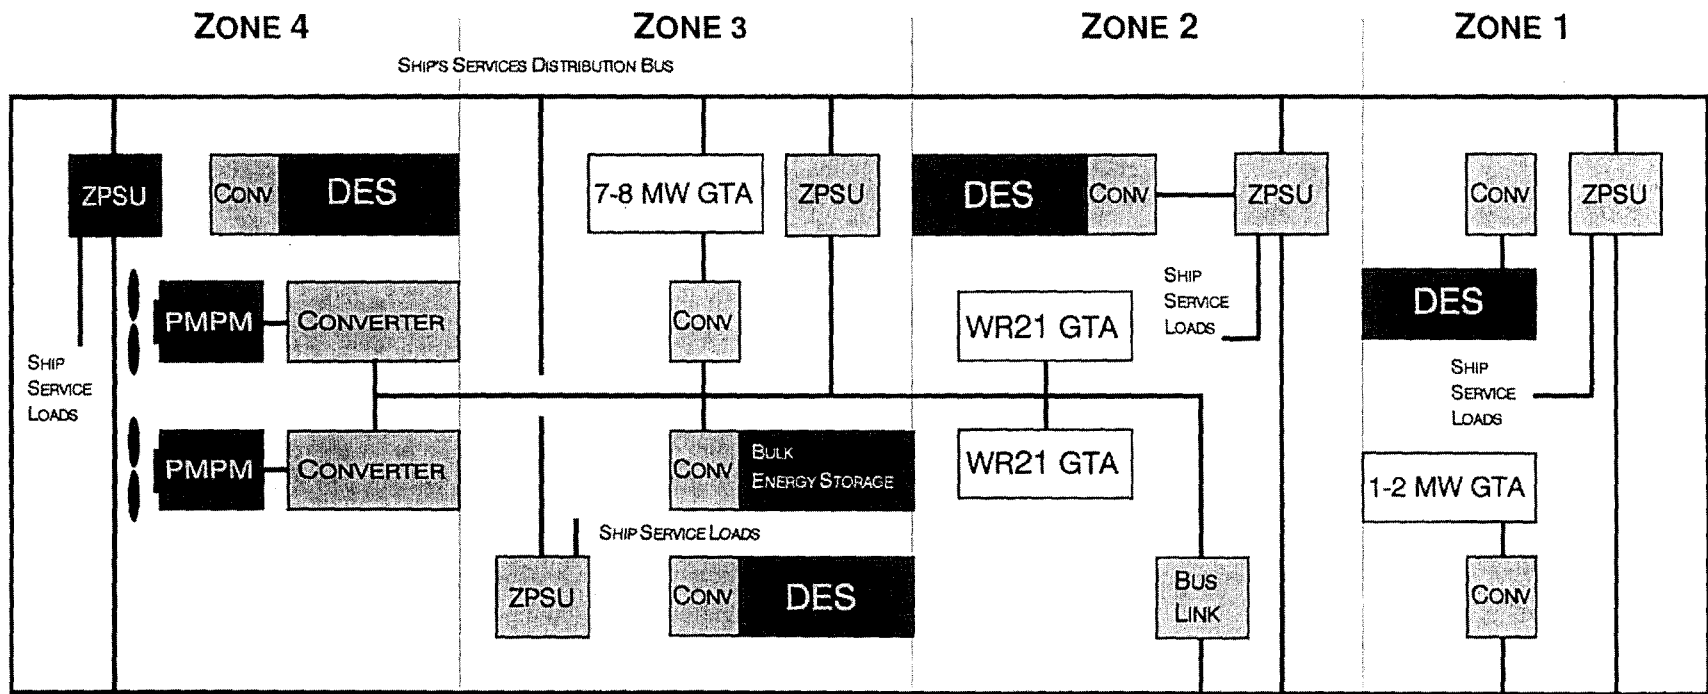 ZONE 4
ZONE 3
ZONE 2
ZONE 1
SHIP'S SERVICES DISTRIBUTION BUS
ZPSU
CONV
DES
7-8 MW GTA
ZPSU
DES
CONV
ZPSU
CONV
ZPSU
PMPM
CONVERTER
CONV
WR21 GTA
SHIP
SERVICE
LOADS
DES
SHIP
SERVICE
LOADS
SHIP
SERVICE
LOADS
PMPM
CONVERTER
CONV
BULK
ENERGY STORAGE
WR21 GTA
1-2 MW GTA
SHIP SERVICE LOADS
ZPSU
CONV
DES
BUS
LINK
CONV